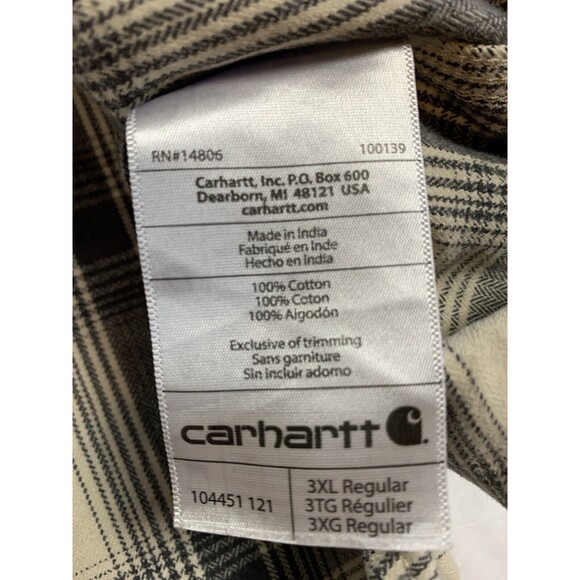 RN#14806 100139
Carhartt, Inc. P.O. Box 600
Dearborn, MI 48121 USA
carhartt.com
Made in India
Fabriqué en Inde
Hecho en India
100% Cotton
100% Coton
100% Algodón
Exclusive of trimming
Sans garniture
Sin incluir adorno
carhartt
104451 121
3XL Regular
3TG Régulier
3XG Regular